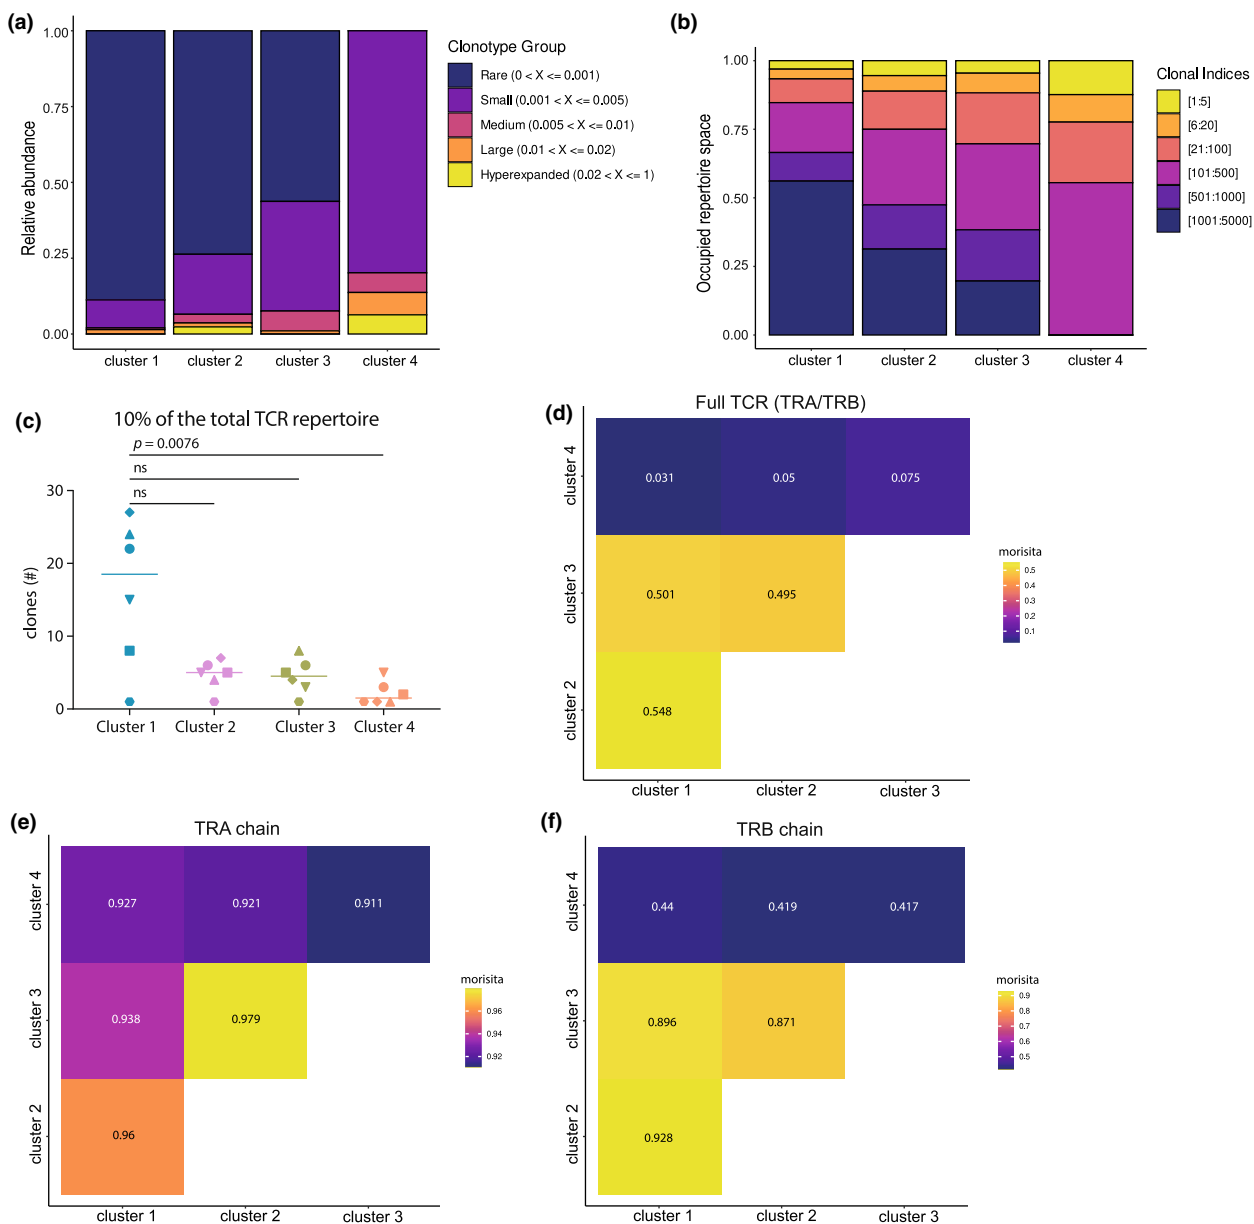 (a)
1.00
0.75
0.50
0.25
0.00
Relative abundance
cluster 1
cluster 2
cluster 3
cluster 4
Clonotype Group
Rare (0 < X <= 0.001)
Small (0.001 < X <= 0.005)
Medium (0.005 < X <= 0.01)
Large (0.01 < X <= 0.02)
Hyperexpanded (0.02 < X <= 1)
(b)
1.00
0.75
0.50
0.25
0.00
Occupied repertoire space
cluster 1
cluster 2
cluster 3
cluster 4
Clonal Indices
[1:5]
[6:20]
[21:100]
[101:500]
[501:1000]
[1001:5000]
(c)
10% of the total TCR repertoire
p = 0.0076
ns
ns
30
20
10
0
clones (#)
Cluster 1
Cluster 2
Cluster 3
Cluster 4
(d)
Full TCR (TRA/TRB)
cluster 4
0.031
0.05
0.075
cluster 3
0.501
0.495
cluster 2
0.548
cluster 1
cluster 2
cluster 3
morisita
0.5
0.4
0.3
0.2
0.1
(e)
TRA chain
cluster 4
0.927
0.921
0.911
cluster 3
0.938
0.979
cluster 2
0.96
cluster 1
cluster 2
cluster 3
morisita
0.96
0.94
0.92
(f)
TRB chain
cluster 4
0.44
0.419
0.417
cluster 3
0.896
0.871
cluster 2
0.928
cluster 1
cluster 2
cluster 3
morisita
0.9
0.8
0.7
0.6
0.5